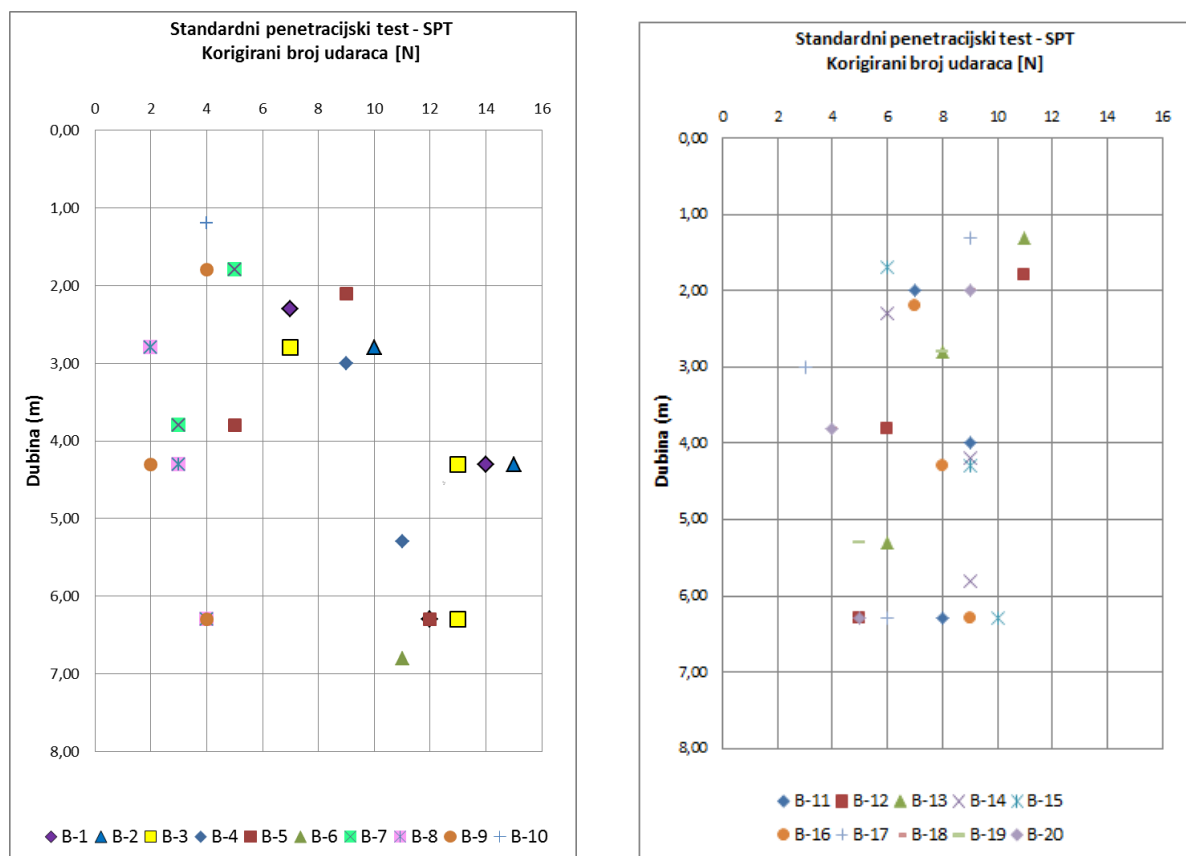 Standardni penetracijski test - SPT
Korigirani broj udaraca [N]
0 2 4 6 8 10 12 14 16
0,00
1,00
2,00
3,00
4,00
5,00
6,00
7,00
8,00
Dubina (m)
B-1 B-2 B-3 B-4 B-5 B-6 B-7 B-8 B-9 B-10
Standardni penetracijski test - SPT
Korigirani broj udaraca [N]
0 2 4 6 8 10 12 14 16
0,00
1,00
2,00
3,00
4,00
5,00
6,00
7,00
8,00
Dubina (m)
B-11 B-12 B-13 B-14 B-15
B-16 B-17 B-18 B-19 B-20